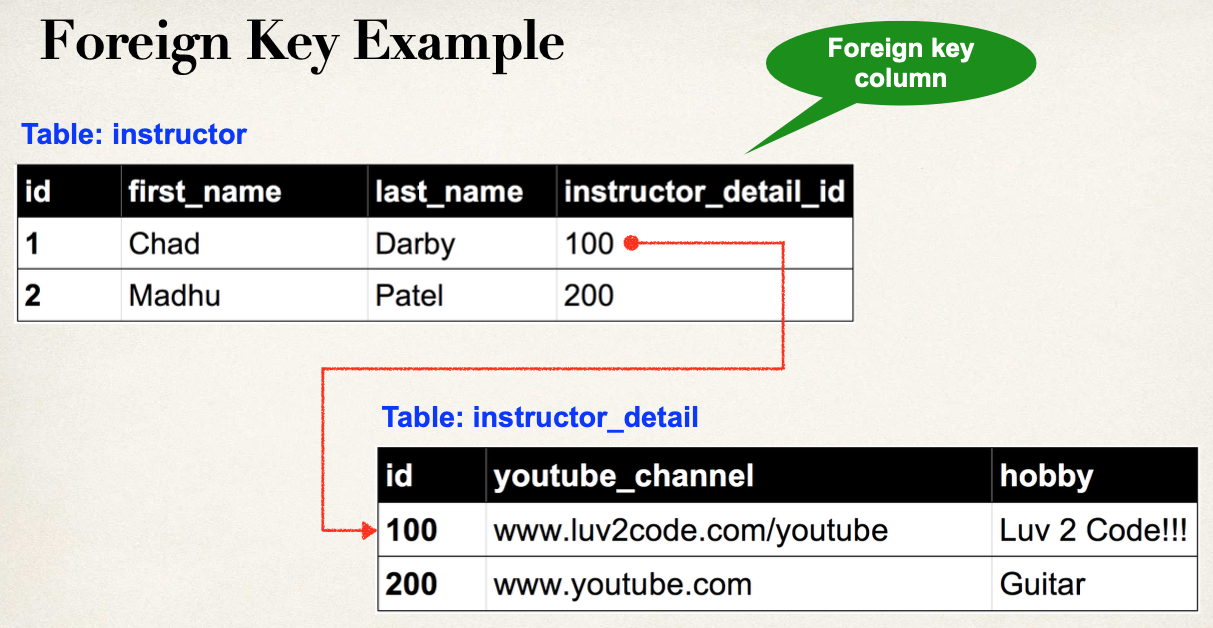 Foreign Key Example
Foreign key
column
Table: instructor
id first_name last_name instructor_detail_id
1 Chad Darby 100
2 Madhu Patel 200
Table: instructor_detail
id youtube_channel hobby
100 www.luv2code.com/youtube Luv 2 Code!!!
200 www.youtube.com Guitar